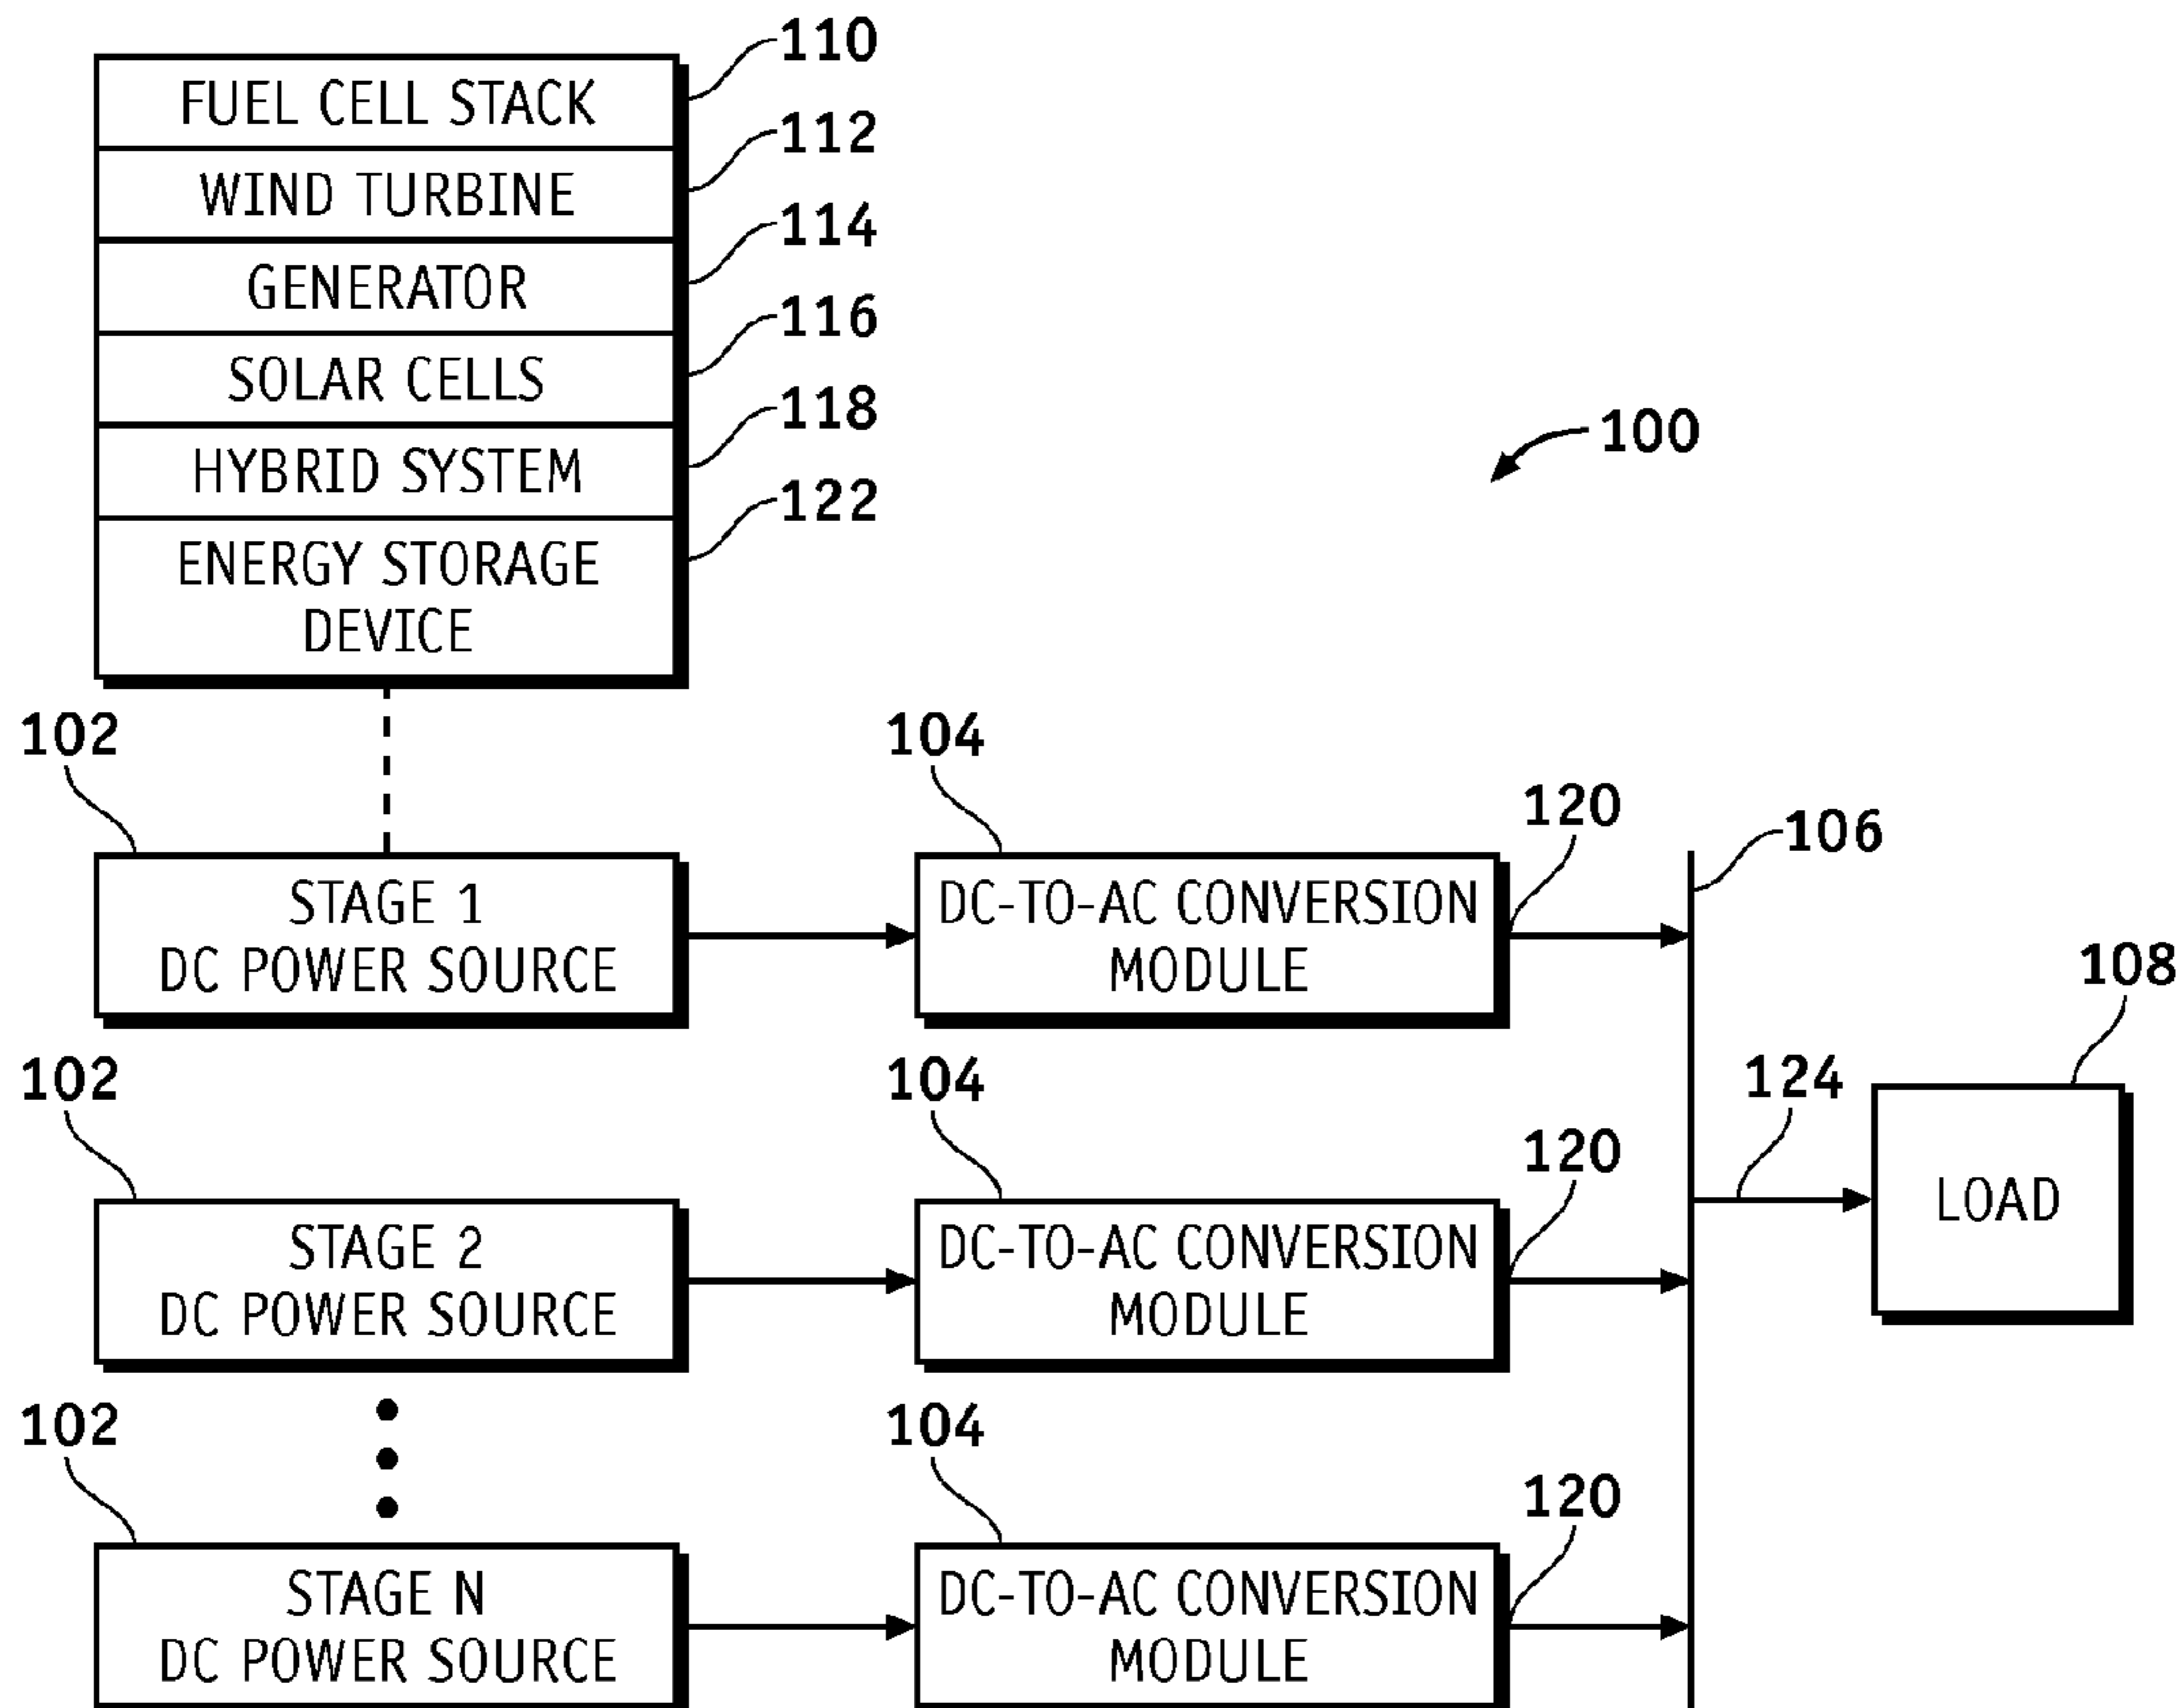 110
FUEL CELL STACK
112
WIND TURBINE
114
GENERATOR
116
SOLAR CELLS
118
HYBRID SYSTEM
100
122
ENERGY STORAGE
DEVICE
102
104
120
106
STAGE 1
DC POWER SOURCE
DC-TO-AC CONVERSION
MODULE
108
102
104
124
120
LOAD
STAGE 2
DC POWER SOURCE
DC-TO-AC CONVERSION
MODULE
102
104
120
STAGE N
DC POWER SOURCE
DC-TO-AC CONVERSION
MODULE